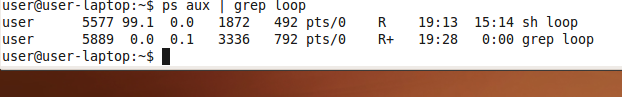 user@user-laptop:~$ ps aux | grep loop
user      5577 99.1  0.0   1872   492 pts/0    R    19:13  15:14 sh loop
user      5889  0.0  0.1   3336   792 pts/0    R+   19:28   0:00 grep loop
user@user-laptop:~$